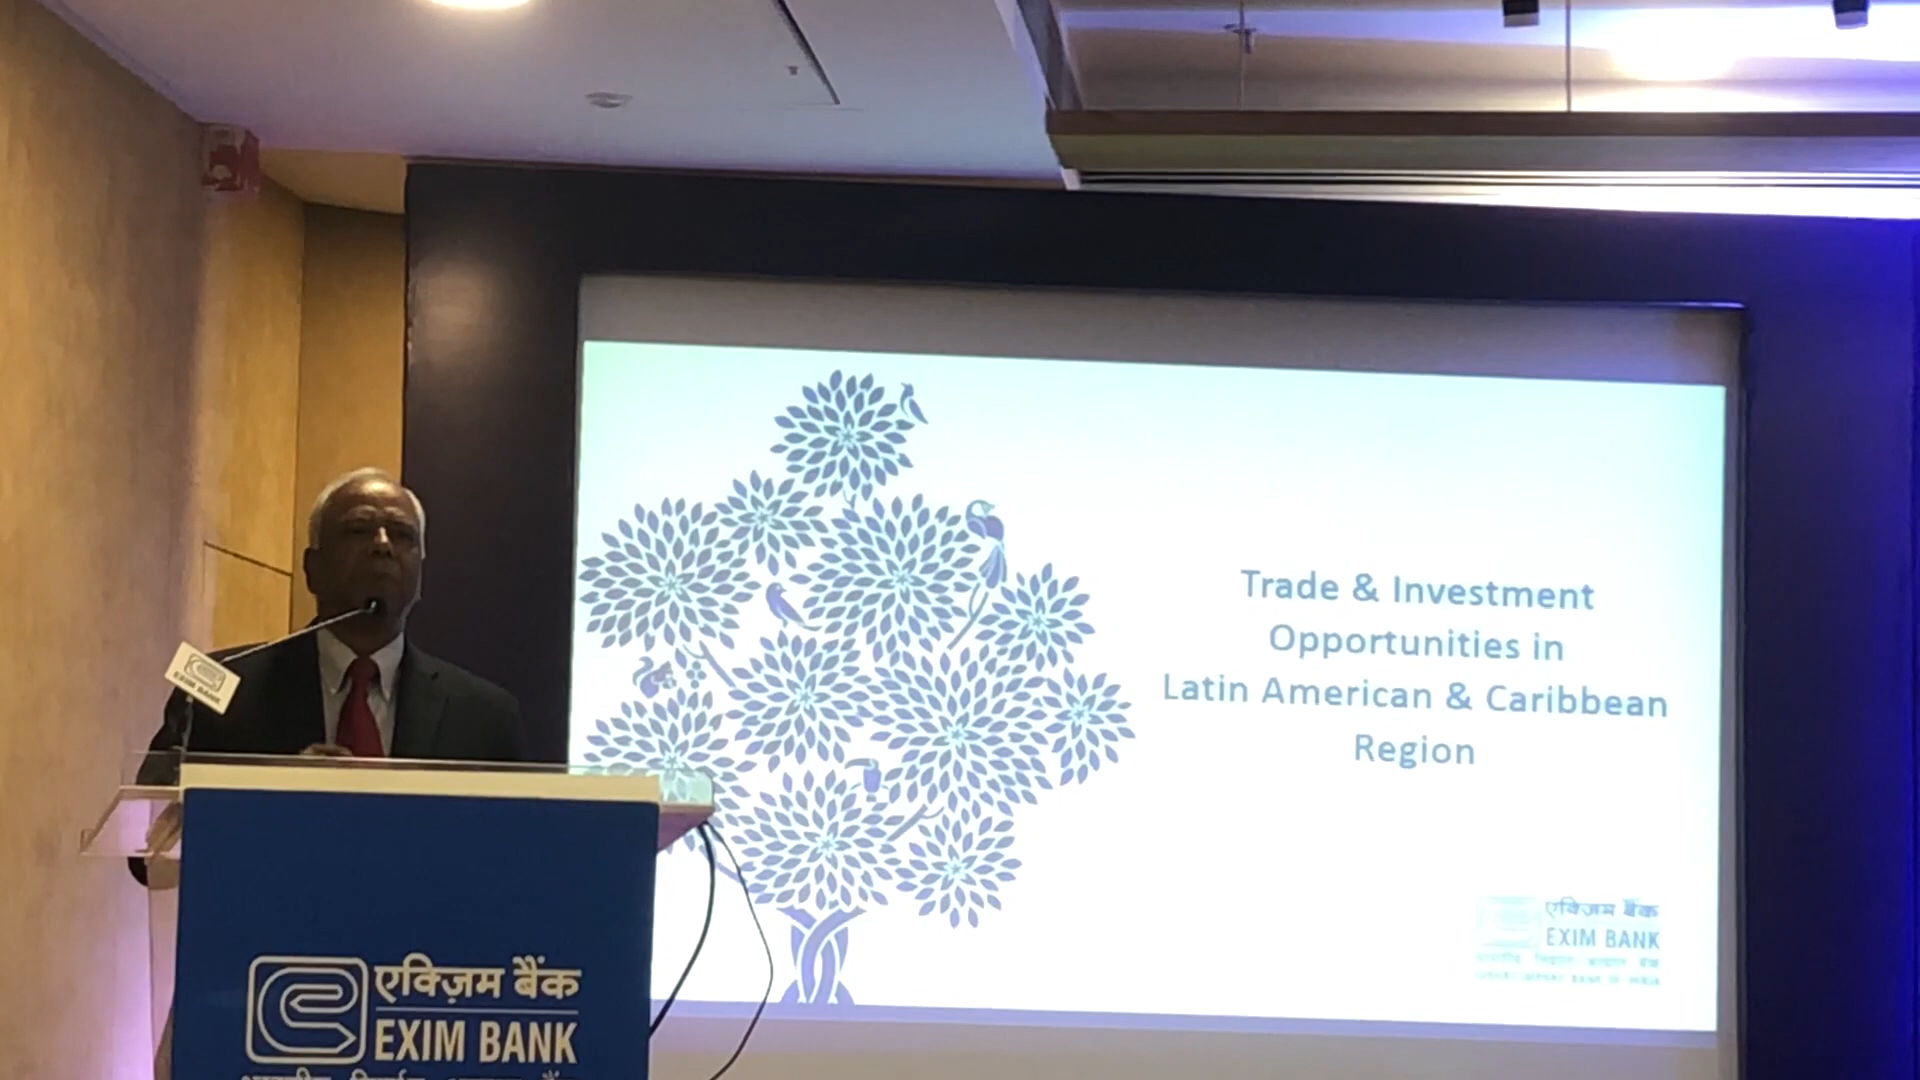 Trade & Investment
Opportunities in
Latin American & Caribbean
Region
एक्ज़िम बैंक
EXIM BANK
EXIM BANK
एक्ज़िम बैंक
EXIM BANK